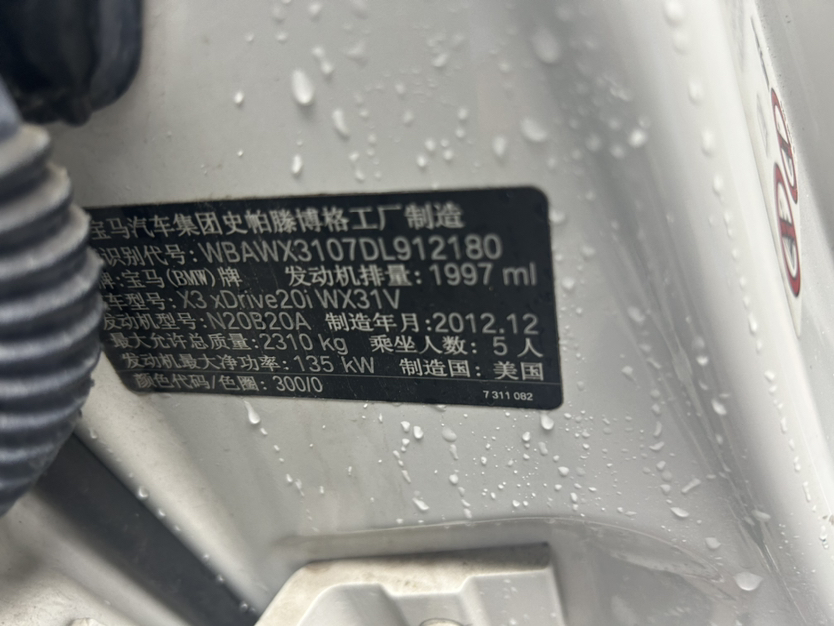 宝马汽车集团史帕滕博格工厂制造
识别代号:WBAWX3107DL912180
牌:宝马(BMW)牌 发动机排量:1997 ml
车型号:X3 xDrive20i WX31V
发动机型号:N20B20A 制造年月:2012.12
最大允许总质量:2310 kg 乘坐人数:5 人
发动机最大净功率:135 kW 制造国:美国
颜色代码/色圈:300/0
7 311 082